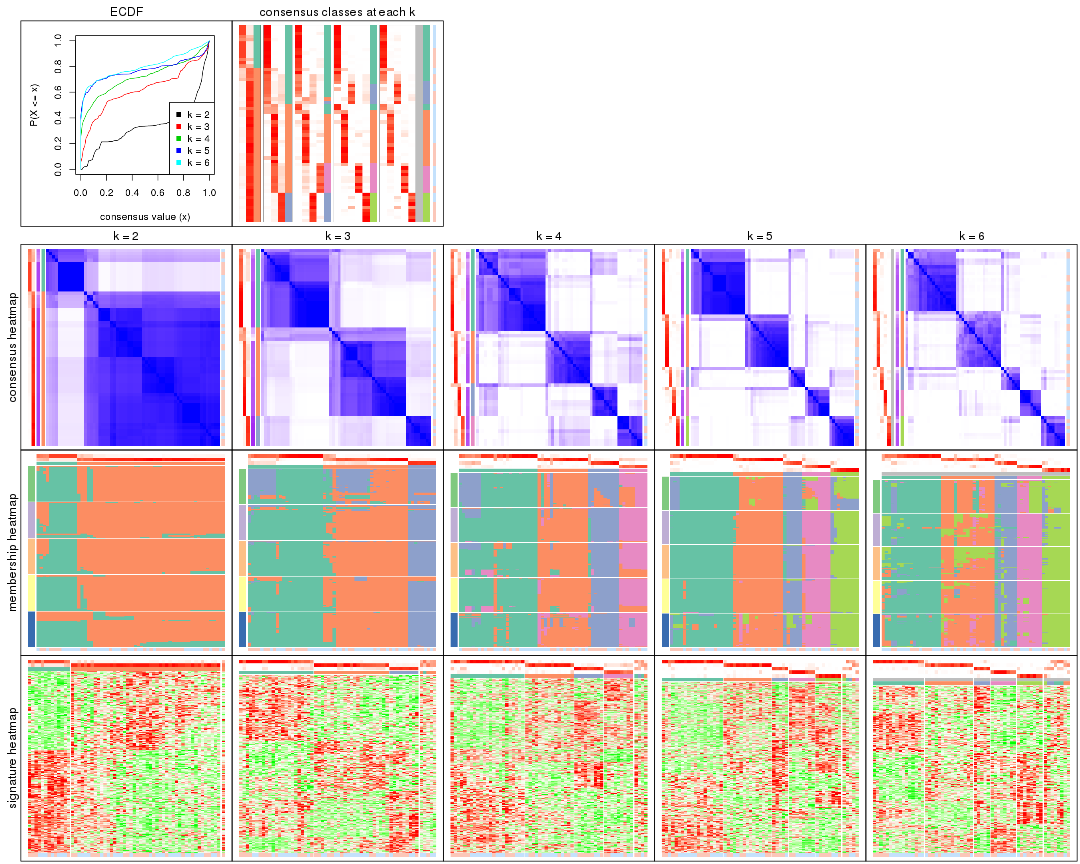 ECDF
consensus classes at each k
P(X <= x)
0.0 0.2 0.4 0.6 0.8 1.0
k = 2
k = 3
k = 4
k = 5
k = 6
0.0 0.2 0.4 0.6 0.8 1.0
consensus value (x)
k = 2
k = 3
k = 4
k = 5
k = 6
consensus heatmap
membership heatmap
signature heatmap